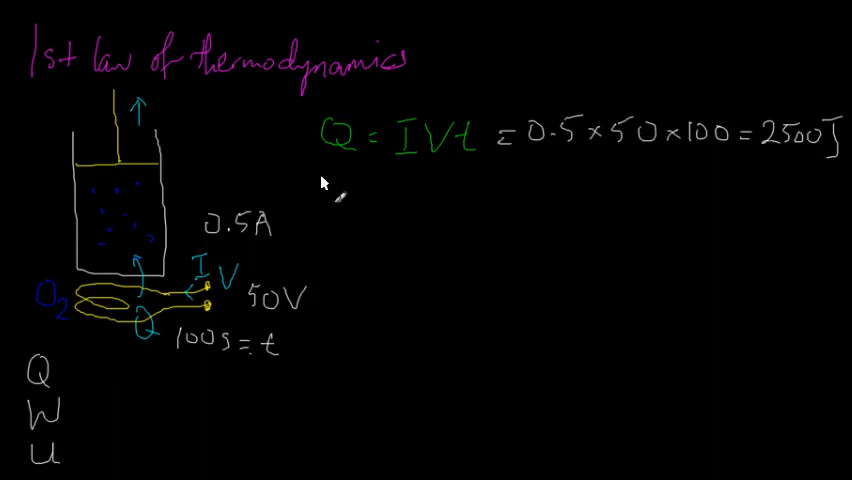 1st law of thermodynamics
Q = IVt = 0.5 × 50 × 100 = 2500J
0.5A
I V
O2
50V
Q
100s = t
Q
W
U